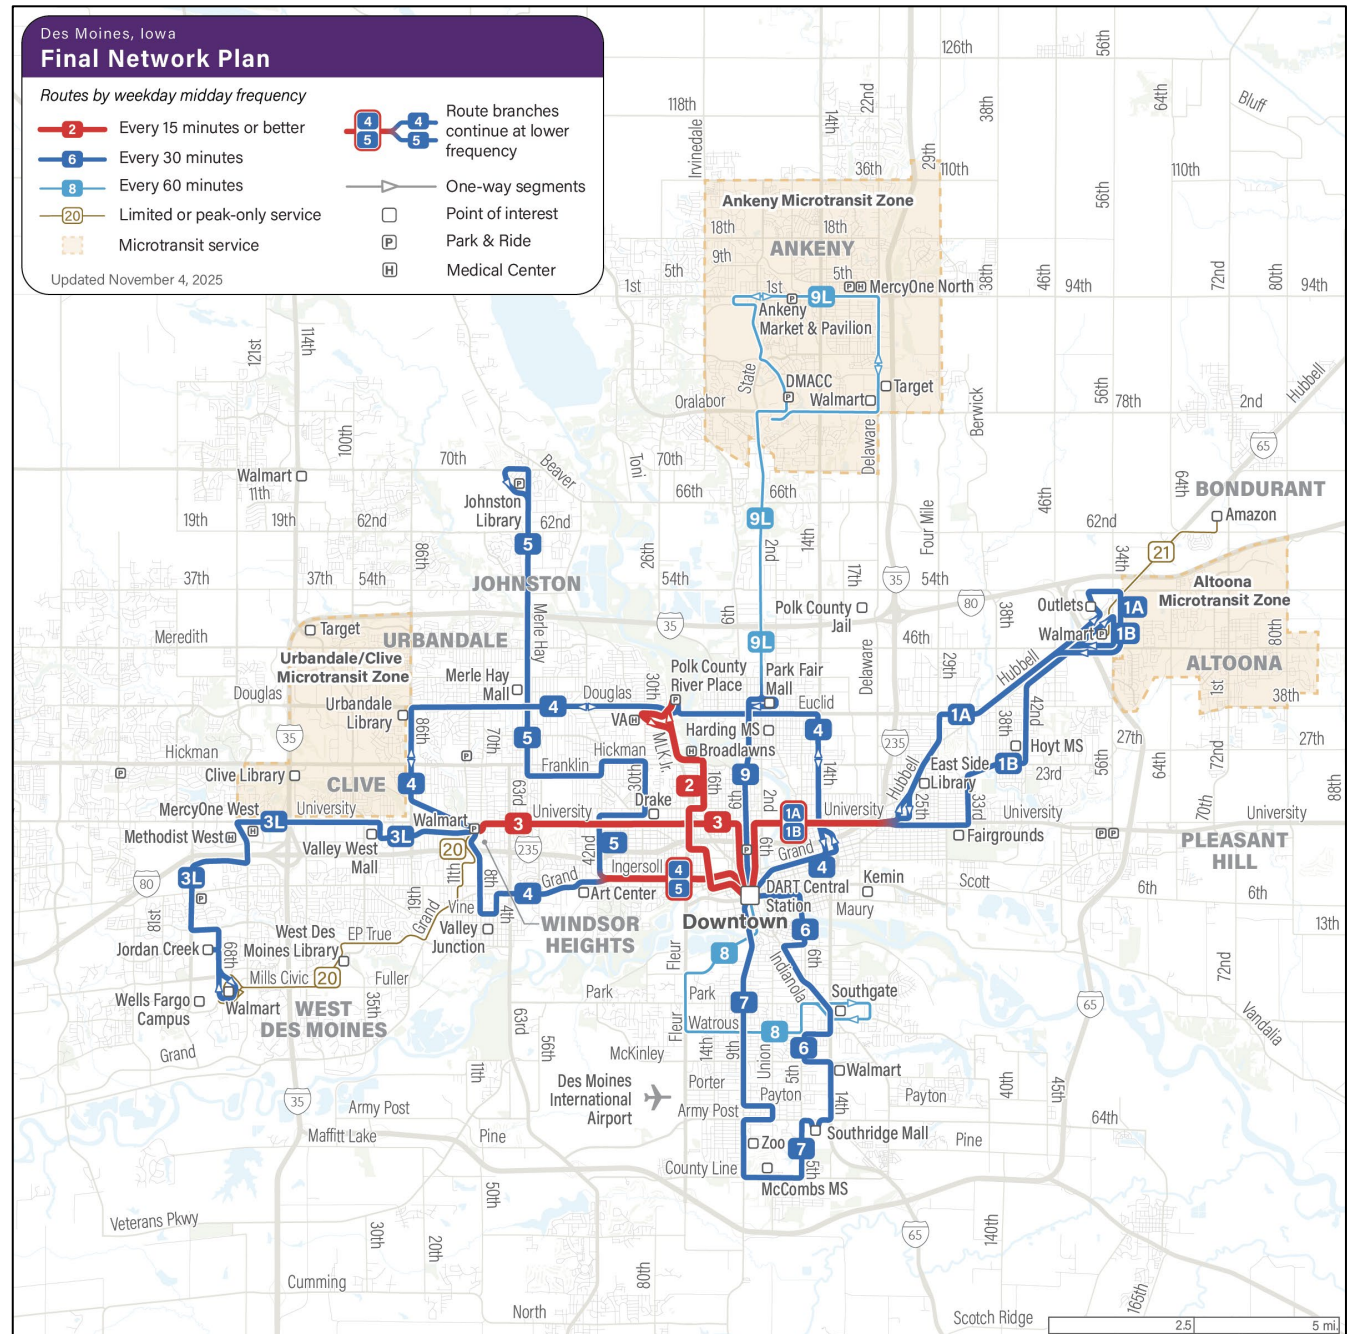 Des Moines, Iowa
Final Network Plan
Routes by weekday midday frequency
2
Every 15 minutes or better
6
Every 30 minutes
8
Every 60 minutes
20
Limited or peak-only service
Microtransit service
Updated November 4, 2025
4
5
4
5
Route branches
continue at lower
frequency
One-way segments
Point of interest
P
Park & Ride
H
Medical Center
126th
56th
118th
Irvinedale
14th
22nd
38th
64th
Bluff
29th
36th
110th
110th
Ankeny Microtransit Zone
56th
18th
18th
ANKENY
9th
5th
5th
1st
1st
9L
P H MercyOne North
38th
46th
94th
72nd
80th
94th
P
Ankeny
Market & Pavilion
121st
114th
State
DMACC
P
Walmart
Target
Oralabor
Delaware
Berwick
56th
78th
2nd
Hubbell
65
100th
70th
Beaver
Toni
70th
Walmart
11th
P
Johnston
Library
66th
66th
46th
64th
BONDURANT
Amazon
19th
19th
62nd
62nd
9L
2nd
14th
Four Mile
62nd
21
5
86th
26th
34th
37th
37th
54th
JOHNSTON
54th
17th
35
54th
80
Altoona
Microtransit Zone
Merle Hay
6th
Polk County
Jail
38th
Outlets
1A
Target
Meredith
URBANDALE
35
9L
46th
Walmart
P
1B
80th
Urbandale/Clive
Microtransit Zone
Merle Hay
Mall
30th
Polk County
River Place
P
Park Fair
Mall
Delaware
29th
Hubbell
ALTOONA
1st
38th
Douglas
Urbandale
Library
4
Douglas
VA H
Euclid
1A
38th
42nd
35
86th
70th
5
MLK Jr.
Harding MS
4
235
27th
27th
Hickman
P
Hickman
H Broadlawns
Hoyt MS
P
Clive Library
Franklin
30th
2
16th
9
14th
East Side
Library
1B
23rd
56th
64th
72nd
CLIVE
4
63rd
Drake
6th
2nd
Hubbell
25th
33rd
88th
MercyOne West
3L
University
Walmart
University
3
3
1A
1B
University
University
70th
University
Methodist West H
H
3L
P
Valley West
Mall
20
235
42nd
5
P
6th
Grand
Fairgrounds
P P
PLEASANT
HILL
3L
80
11th
8th
Ingersoll
4
5
4
P
19th
Grand
4
Art Center
DART Central
Station
Kemin
Scott
6th
6th
81st
Vine
4th
WINDSOR
HEIGHTS
Downtown
Maury
West Des
Moines Library
EP True
Grand
Valley
Junction
6
13th
Jordan Creek
68th
Fleur
8
Indianola
6th
72nd
Mills Civic
20
Fuller
Wells Fargo
Campus
Walmart
35th
WEST
DES MOINES
Park
Park
7
Southgate
65
63rd
Fleur
Watrous
8
Vandalia
Grand
56th
McKinley
14th
9th
Union
6
5th
11th
Des Moines
International
Airport
Porter
Walmart
40th
45th
35
Payton
Payton
Army Post
Army Post
14th
64th
Maffitt Lake
Pine
Zoo
Southridge Mall
Pine
7
County Line
5th
McCombs MS
50th
Veterans Pkwy
30th
20th
65
140th
80th
Cumming
165th
North
Scotch Ridge
2.5
5 mi.